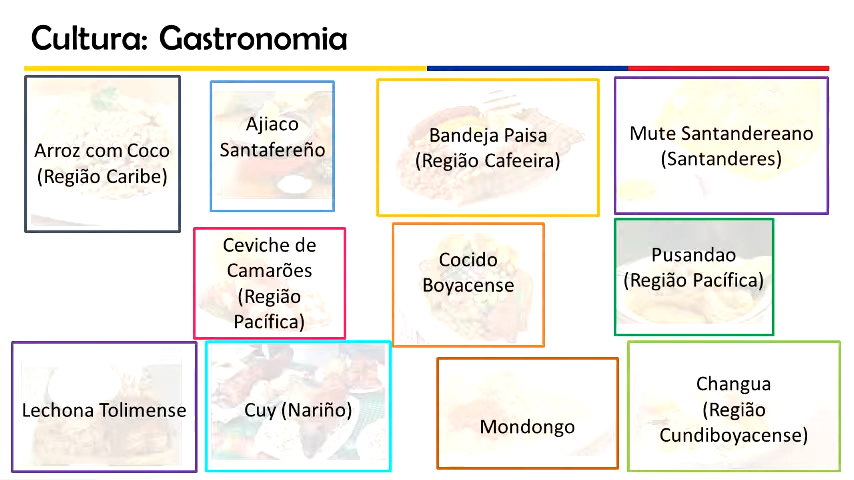 Cultura: Gastronomia
Arroz com Coco
(Região Caribe)
Ajiaco
Santafereño
Bandeja Paisa
(Região Cafeeira)
Mute Santandereano
(Santanderes)
Ceviche de
Camarões
(Região
Pacífica)
Cocido
Boyacense
Pusandao
(Região Pacífica)
Lechona Tolimense
Cuy (Nariño)
Mondongo
Changua
(Região
Cundiboyacense)